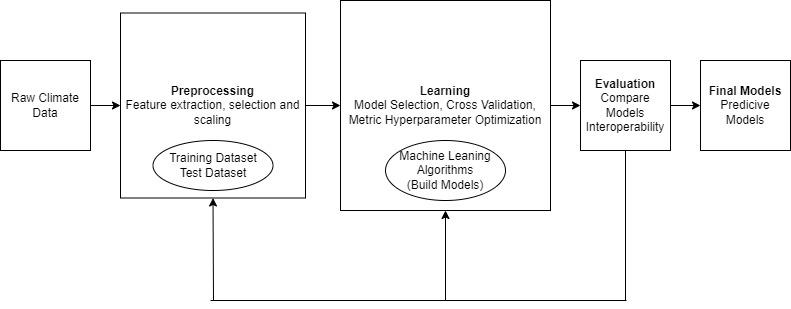 Raw Climate
Data
Preprocessing
Feature extraction, selection and
scaling
Training Dataset
Test Dataset
Learning
Model Selection, Cross Validation,
Metric Hyperparameter Optimization
Machine Leaning
Algorithms
(Build Models)
Evaluation
Compare
Models
Interoperability
Final Models
Predicive
Models